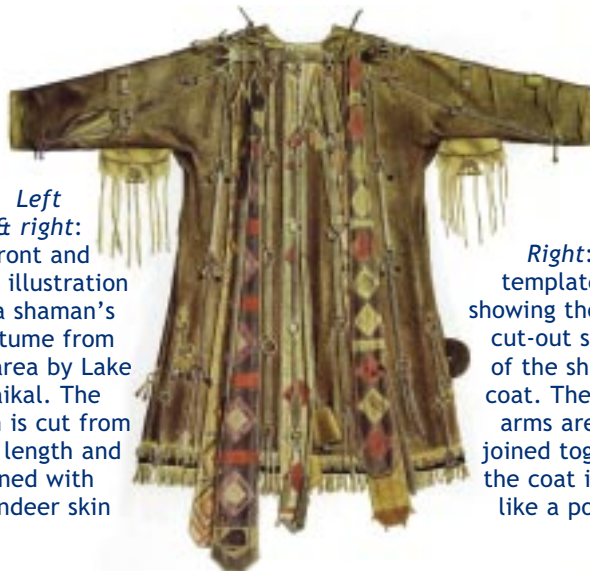 Left
& right:
ront and
illustration
a shaman's
tume from
area by Lake
aikal. The
n is cut from
length and
ned with
ndeer skin
Right:
template
showing the
cut-out s
of the sh
coat. The
arms are
joined tog
the coat i
like a po